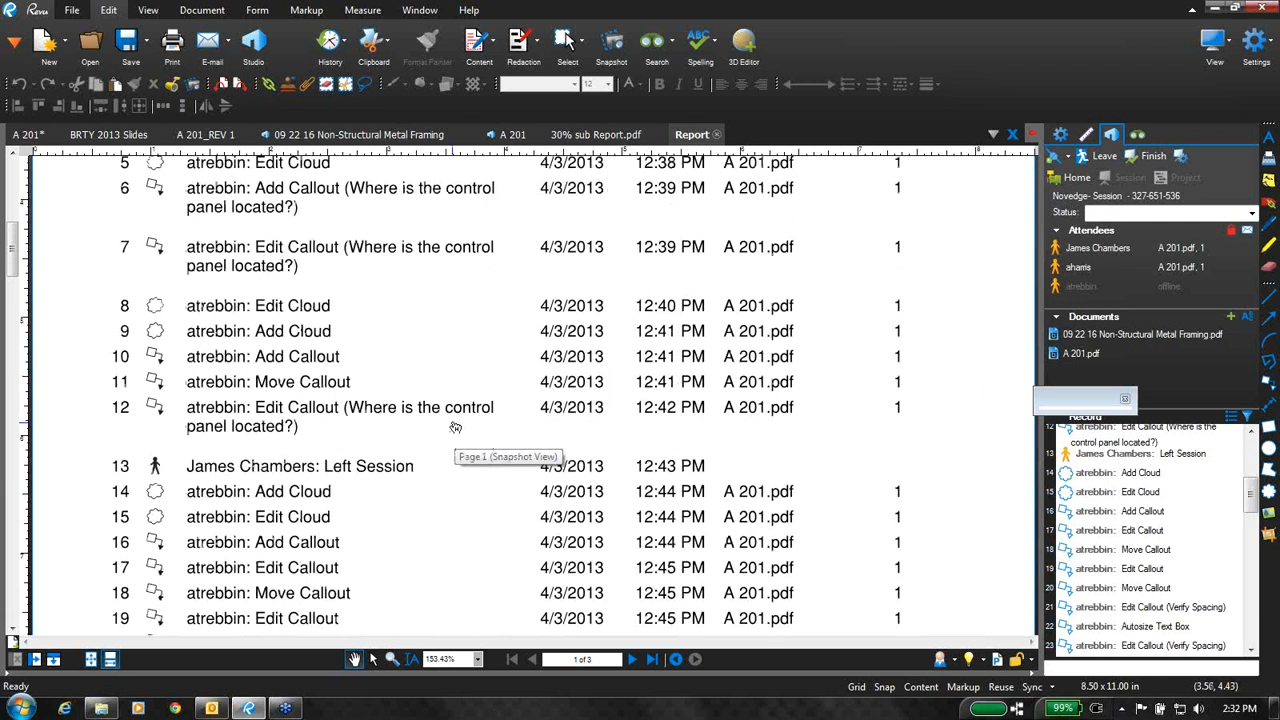 Revu File Edit View Document Form Markup Measure Window Help
New Open Save Print E-mail Studio History Clipboard Format Painter Content Redaction Select Snapshot Search Spelling 3D Editor View Settings
ABC
12
A 201* BRTY 2013 Slides A 201_REV 1 09 22 16 Non-Structural Metal Framing A 201 30% sub Report.pdf Report
5 atrebbin: Edit Cloud 4/3/2013 12:38 PM A 201.pdf 1
6 atrebbin: Add Callout (Where is the control 4/3/2013 12:39 PM A 201.pdf 1
panel located?)
7 atrebbin: Edit Callout (Where is the control 4/3/2013 12:39 PM A 201.pdf 1
panel located?)
8 atrebbin: Edit Cloud 4/3/2013 12:40 PM A 201.pdf 1
9 atrebbin: Add Cloud 4/3/2013 12:41 PM A 201.pdf 1
10 atrebbin: Add Callout 4/3/2013 12:41 PM A 201.pdf 1
11 atrebbin: Move Callout 4/3/2013 12:41 PM A 201.pdf 1
12 atrebbin: Edit Callout (Where is the control 4/3/2013 12:42 PM A 201.pdf 1
panel located?)
Page 1 (Snapshot View)
13 James Chambers: Left Session 4/3/2013 12:43 PM
14 atrebbin: Add Cloud 4/3/2013 12:44 PM A 201.pdf 1
15 atrebbin: Edit Cloud 4/3/2013 12:44 PM A 201.pdf 1
16 atrebbin: Add Callout 4/3/2013 12:44 PM A 201.pdf 1
17 atrebbin: Edit Callout 4/3/2013 12:45 PM A 201.pdf 1
18 atrebbin: Move Callout 4/3/2013 12:45 PM A 201.pdf 1
19 atrebbin: Edit Callout 4/3/2013 12:45 PM A 201.pdf 1
Leave Finish
Home Session Project
Novedge- Session - 327-651-536
Status:
Attendees
James Chambers A 201.pdf, 1
aharris A 201.pdf, 1
atrebbin offline
Documents
09 22 16 Non-Structural Metal Framing.pdf
A 201.pdf
Record
12 atrebbin: Edit Callout (Where is the
control panel located?)
13 James Chambers: Left Session
14 atrebbin: Add Cloud
15 atrebbin: Edit Cloud
16 atrebbin: Add Callout
17 atrebbin: Edit Callout
18 atrebbin: Move Callout
19 atrebbin: Edit Callout
20 atrebbin: Move Callout
21 atrebbin: Edit Callout (Verify Spacing)
22 atrebbin: Autosize Text Box
23 atrebbin: Edit Callout (Verify Spacing)
153.43% 1 of 3
Ready Grid Snap Content Markup Reuse Sync 8.50 x 11.00 in (3.56, 4.43)
99% 2:32 PM